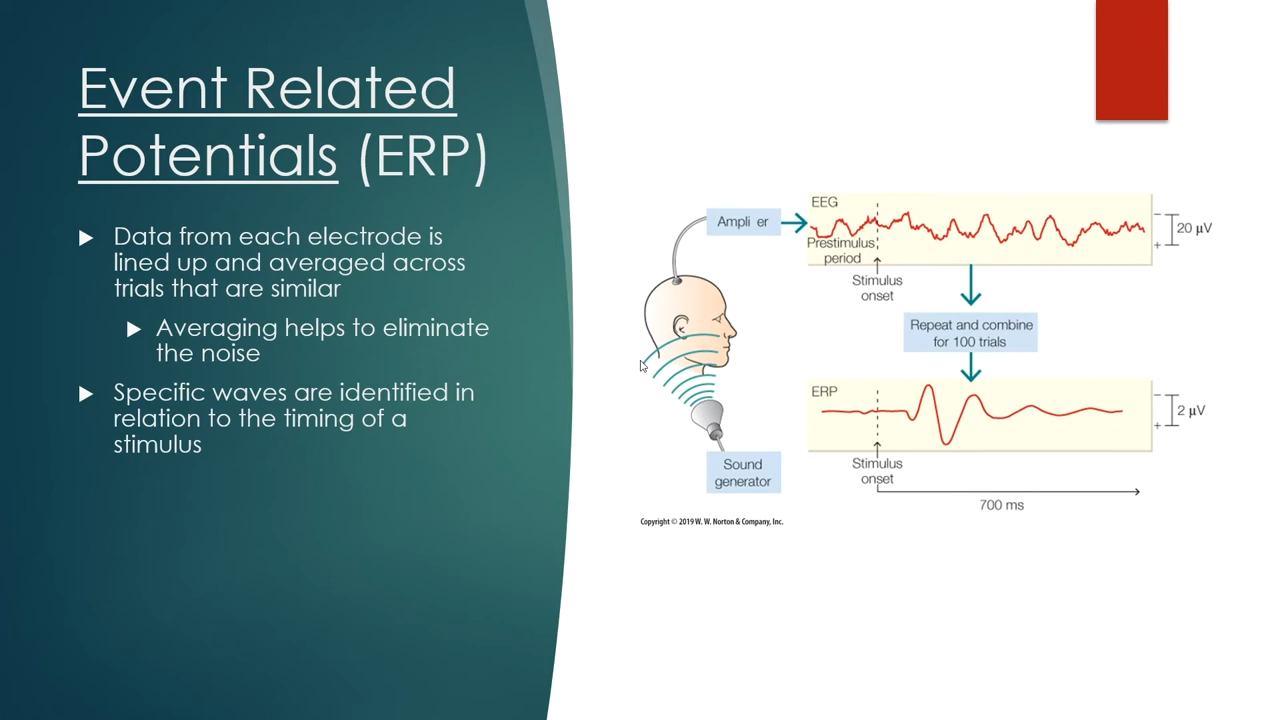 Event Related
Potentials (ERP)
Data from each electrode is
lined up and averaged across
trials that are similar
Averaging helps to eliminate
the noise
Specific waves are identified in
relation to the timing of a
stimulus
Ampli er
EEG
Prestimulus
period
Stimulus
onset
20 μV
Repeat and combine
for 100 trials
ERP
2 μV
Stimulus
onset
700 ms
Sound
generator
Copyright © 2019 W. W. Norton & Company, Inc.